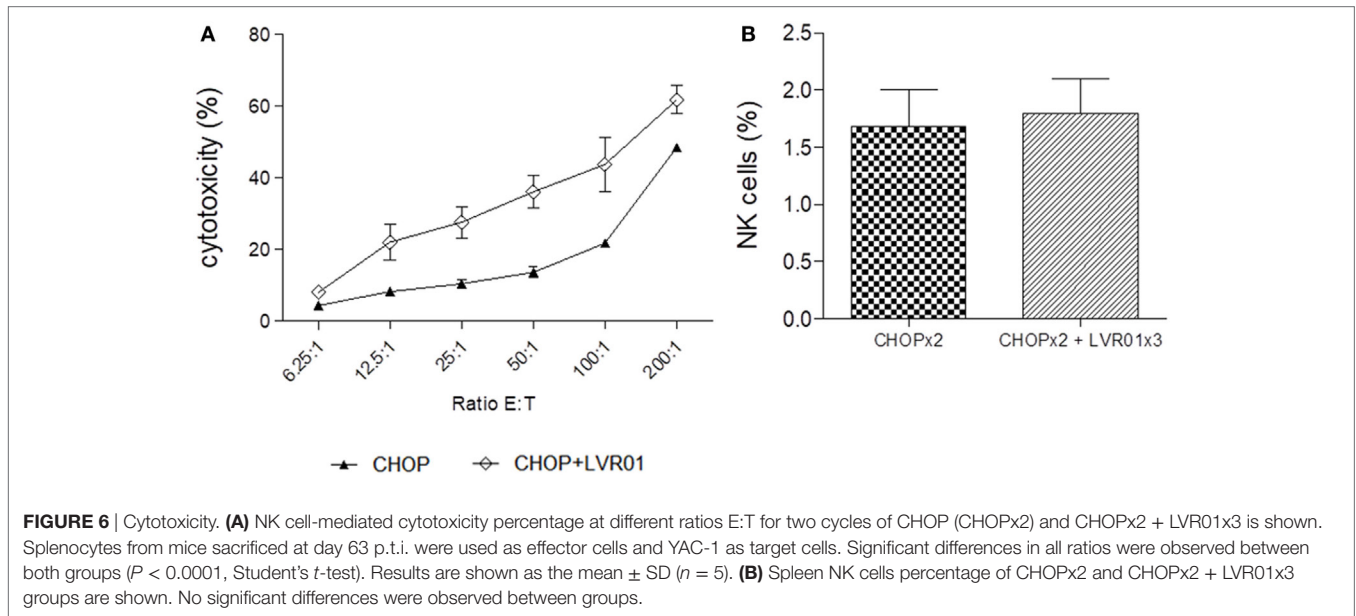 A
80
60
40
20
0
cytotoxicity (%)
6.25:1
12.5:1
25:1
50:1
100:1
200:1
Ratio E:T
CHOP
CHOP+LVR01
B
2.5
2.0
1.5
1.0
0.5
0.0
NK cells (%)
CHOPx2
CHOPx2 + LVR01x3
FIGURE 6 | Cytotoxicity. (A) NK cell-mediated cytotoxicity percentage at different ratios E:T for two cycles of CHOP (CHOPx2) and CHOPx2 + LVR01x3 is shown.
Splenocytes from mice sacrificed at day 63 p.t.i. were used as effector cells and YAC-1 as target cells. Significant differences in all ratios were observed between
both groups (P < 0.0001, Student's t-test). Results are shown as the mean ± SD (n = 5). (B) Spleen NK cells percentage of CHOPx2 and CHOPx2 + LVR01x3
groups are shown. No significant differences were observed between groups.